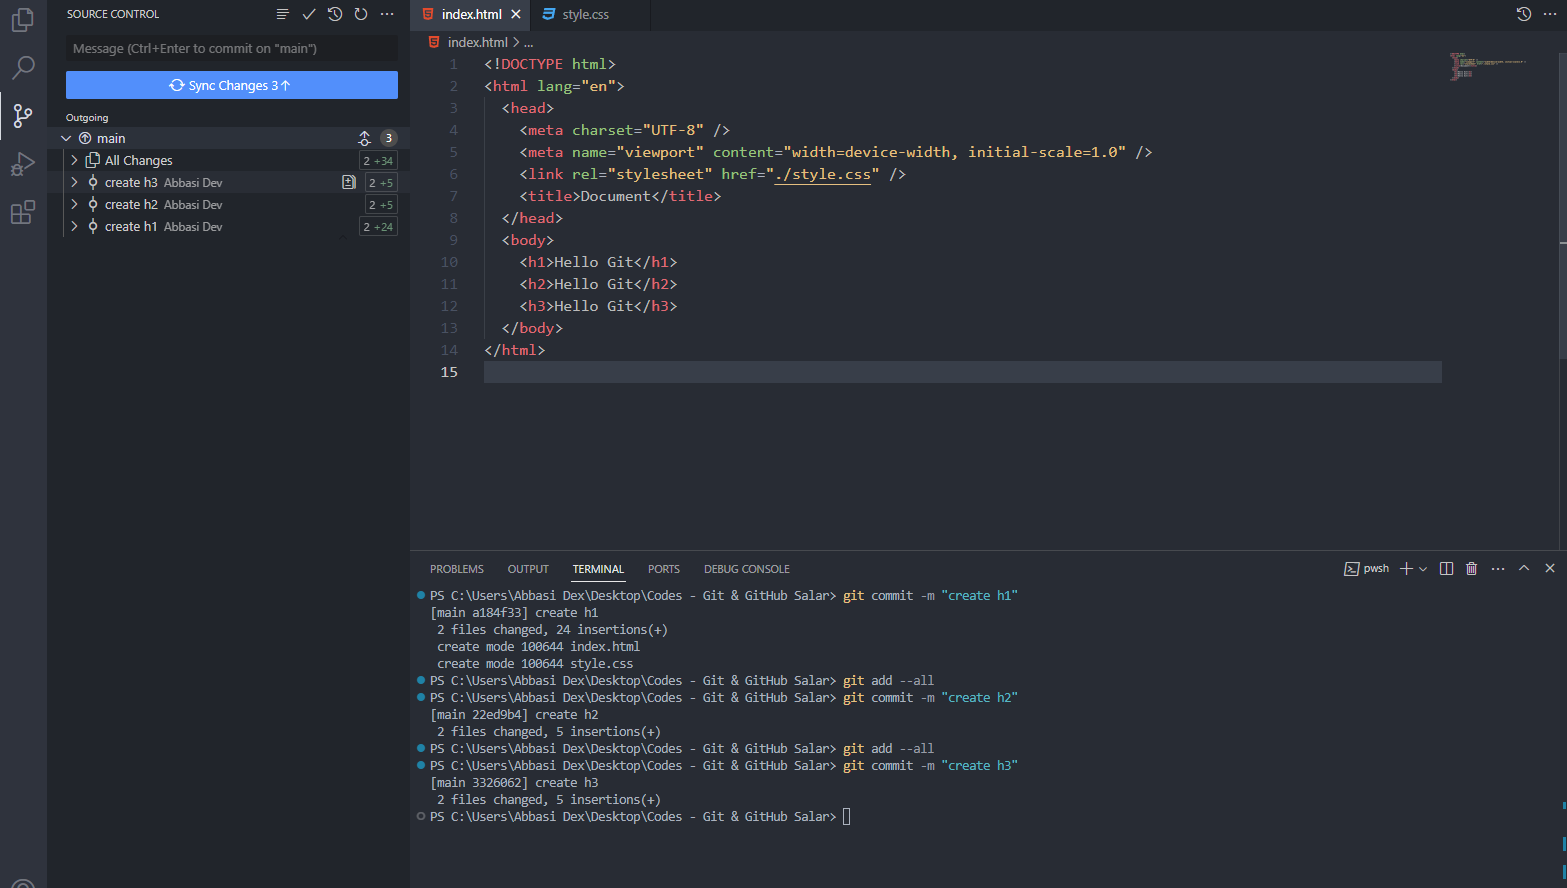 SOURCE CONTROL
Message (Ctrl+Enter to commit on "main")
Sync Changes 3↑
Outgoing
main 3
All Changes 2 +34
create h3 Abbasi Dev 2 +5
create h2 Abbasi Dev 2 +5
create h1 Abbasi Dev 2 +24
index.html style.css
index.html > ...
1 <!DOCTYPE html>
2 <html lang="en">
3 <head>
4 <meta charset="UTF-8" />
5 <meta name="viewport" content="width=device-width, initial-scale=1.0" />
6 <link rel="stylesheet" href="./style.css" />
7 <title>Document</title>
8 </head>
9 <body>
10 <h1>Hello Git</h1>
11 <h2>Hello Git</h2>
12 <h3>Hello Git</h3>
13 </body>
14 </html>
15
PROBLEMS OUTPUT TERMINAL PORTS DEBUG CONSOLE pwsh
PS C:\Users\Abbasi Dex\Desktop\Codes - Git & GitHub Salar> git commit -m "create h1"
[main a184f33] create h1
2 files changed, 24 insertions(+)
create mode 100644 index.html
create mode 100644 style.css
PS C:\Users\Abbasi Dex\Desktop\Codes - Git & GitHub Salar> git add --all
PS C:\Users\Abbasi Dex\Desktop\Codes - Git & GitHub Salar> git commit -m "create h2"
[main 22ed9b4] create h2
2 files changed, 5 insertions(+)
PS C:\Users\Abbasi Dex\Desktop\Codes - Git & GitHub Salar> git add --all
PS C:\Users\Abbasi Dex\Desktop\Codes - Git & GitHub Salar> git commit -m "create h3"
[main 3326062] create h3
2 files changed, 5 insertions(+)
PS C:\Users\Abbasi Dex\Desktop\Codes - Git & GitHub Salar>